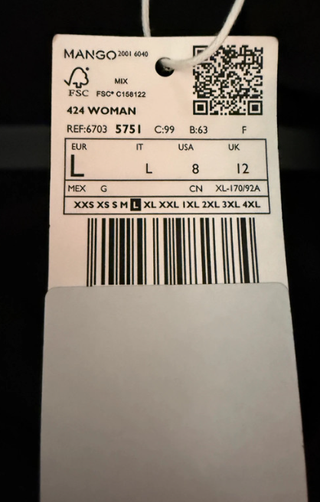 MANGO 2001 6040
MIX
FSC FSC® C158122
424 WOMAN
REF:6703 5751 C:99 B:63 F
EUR IT USA UK
L L 8 12
MEX G CN XL-170/92A
XXS XS S M L XL XXL 1XL 2XL 3XL 4XL